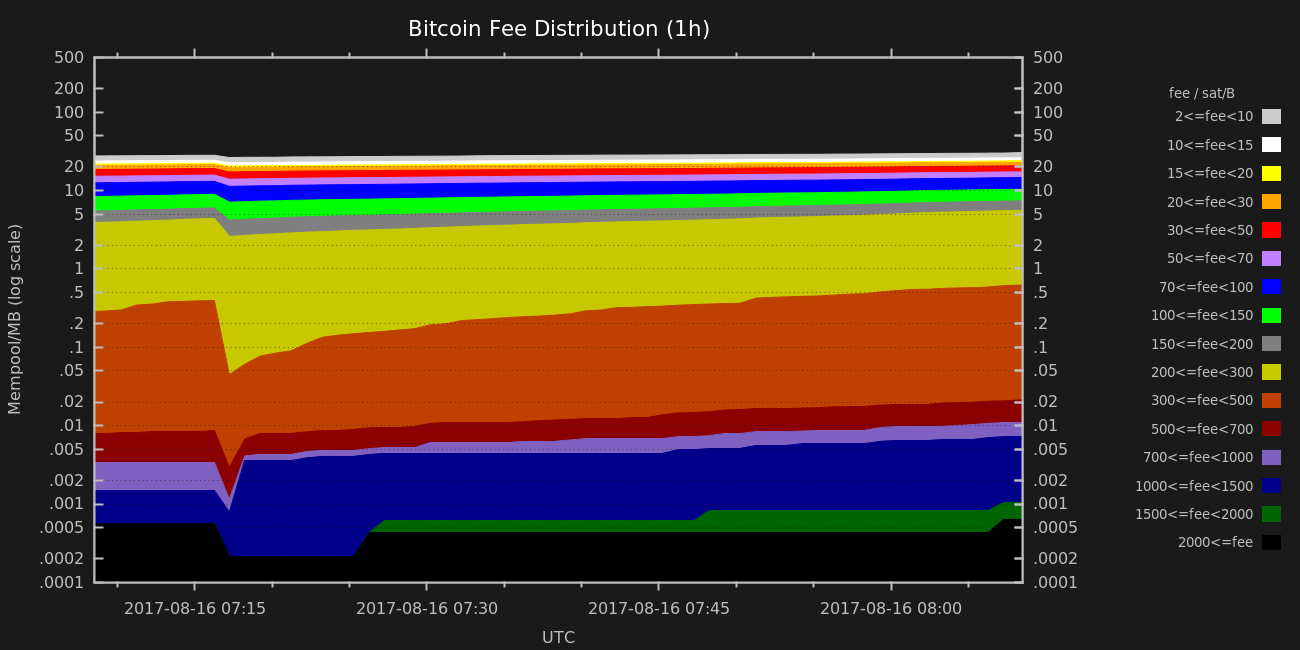 Bitcoin Fee Distribution (1h)
Mempool/MB (log scale)
500
200
100
50
20
10
5
2
1
.5
.2
.1
.05
.02
.01
.005
.002
.001
.0005
.0002
.0001
500
200
100
50
20
10
5
2
1
.5
.2
.1
.05
.02
.01
.005
.002
.001
.0005
.0002
.0001
2017-08-16 07:15
2017-08-16 07:30
2017-08-16 07:45
2017-08-16 08:00
UTC
fee / sat/B
2<=fee<10
10<=fee<15
15<=fee<20
20<=fee<30
30<=fee<50
50<=fee<70
70<=fee<100
100<=fee<150
150<=fee<200
200<=fee<300
300<=fee<500
500<=fee<700
700<=fee<1000
1000<=fee<1500
1500<=fee<2000
2000<=fee